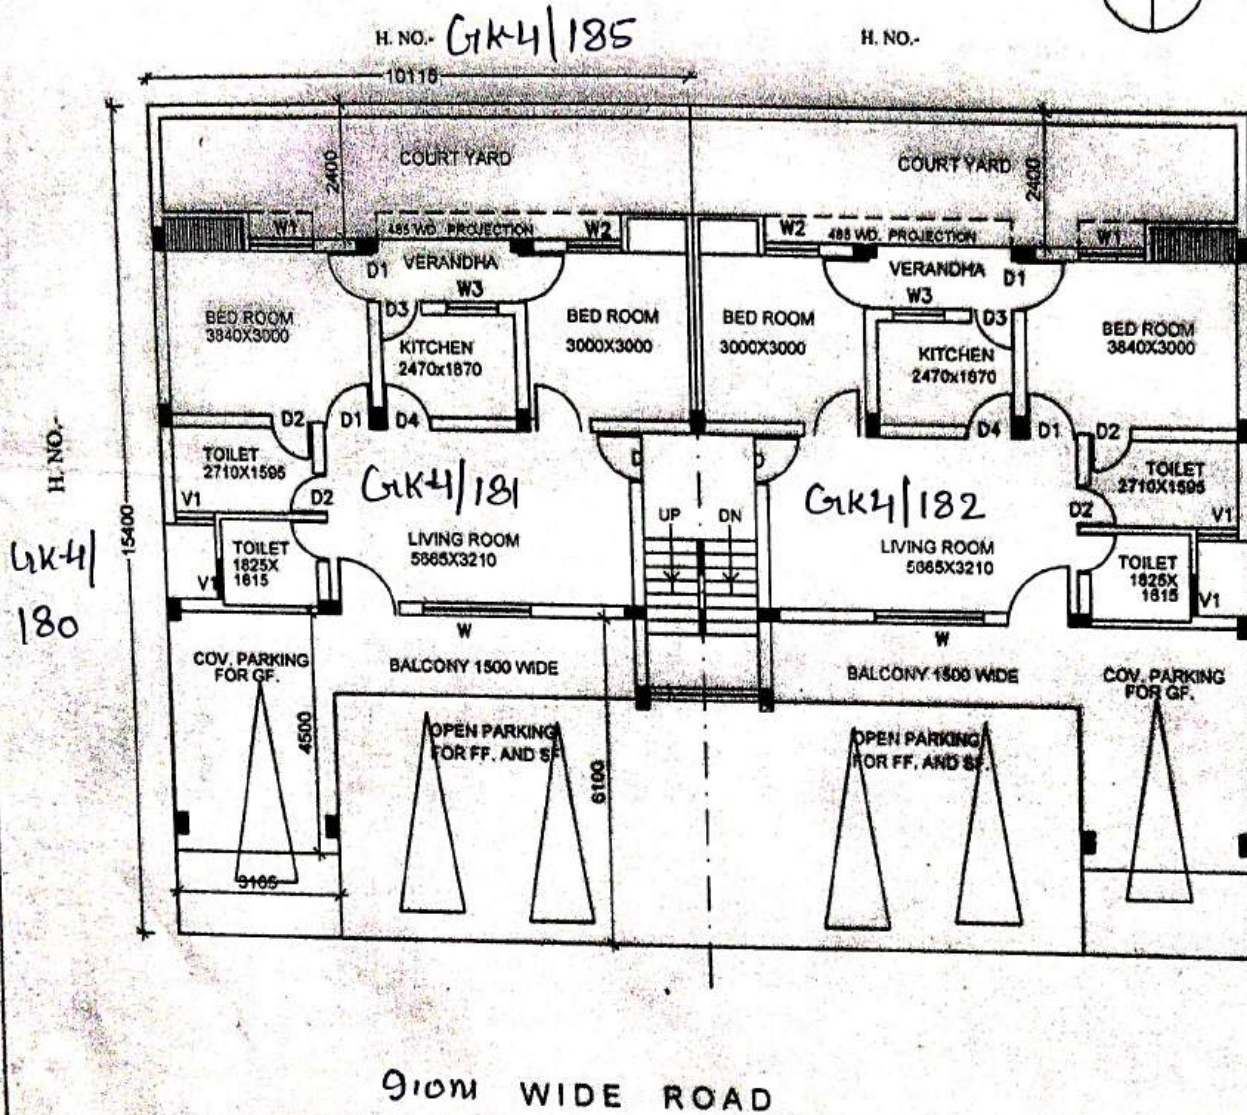 H. NO.- GK-4/185
H. NO.-
10115
COURT YARD
COURT YARD
2400
2400
W1
485 WD. PROJECTION
W2
W2
485 WD. PROJECTION
W1
D1
VERANDHA
VERANDHA
D1
W3
W3
D3
D3
BED ROOM
3840X3000
KITCHEN
2470x1870
BED ROOM
3000X3000
BED ROOM
3000X3000
KITCHEN
2470x1870
BED ROOM
3840X3000
D2
D1
D4
D4
D1
D2
H. NO.-
GK-4/
180
15400
TOILET
2710X1595
GK-4/181
D
D
GK4/182
TOILET
2710X1595
V1
D2
UP
DN
D2
V1
TOILET
1825X
1615
LIVING ROOM
5665X3210
LIVING ROOM
5665X3210
TOILET
1825X
1615
V1
V1
W
W
COV. PARKING
FOR GF.
BALCONY 1500 WIDE
BALCONY 1500 WIDE
COV. PARKING
FOR GF.
4500
OPEN PARKING
FOR FF. AND SF.
6100
OPEN PARKING
FOR FF. AND SF.
3165
9.10M WIDE ROAD